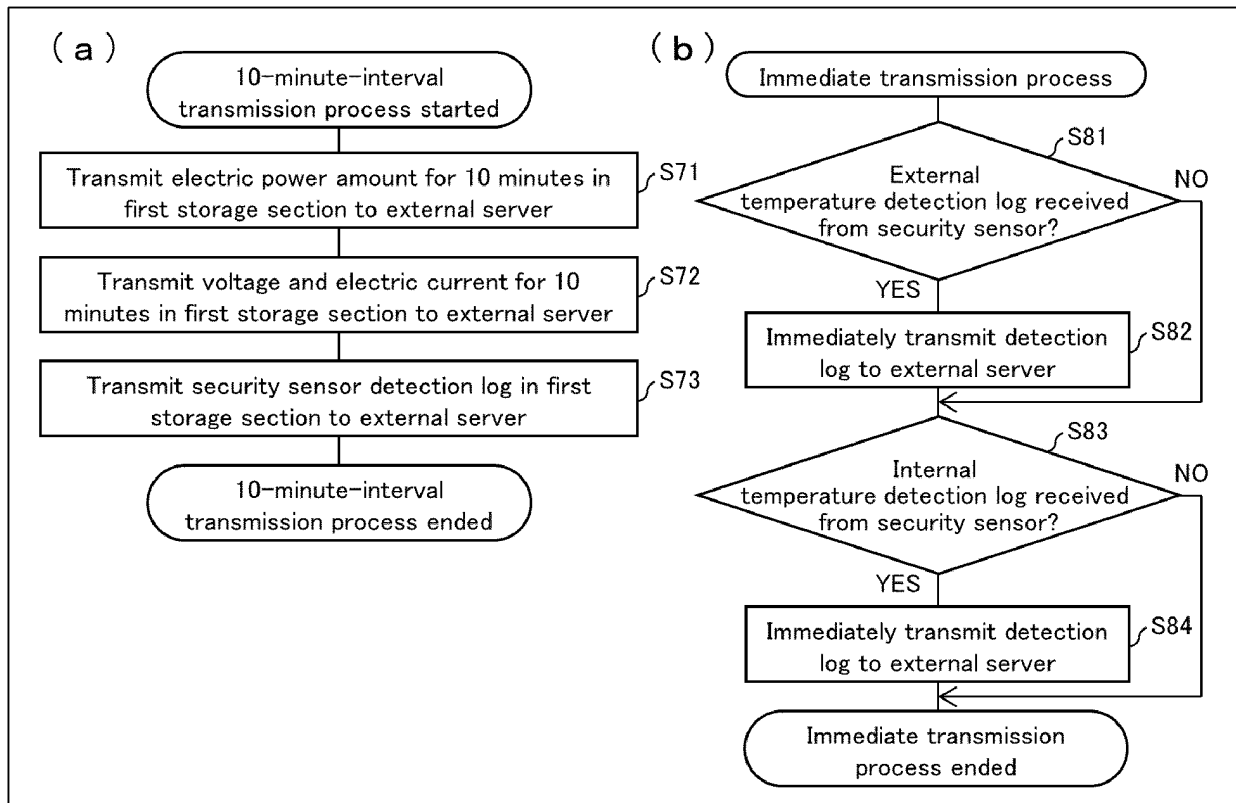 (a)
10-minute-interval
transmission process started
Transmit electric power amount for 10 minutes in
first storage section to external server
S71
Transmit voltage and electric current for 10
minutes in first storage section to external server
S72
Transmit security sensor detection log in first
storage section to external server
S73
10-minute-interval
transmission process ended
(b)
Immediate transmission process
S81
External
temperature detection log received
from security sensor?
NO
YES
Immediately transmit detection
log to external server
S82
S83
Internal
temperature detection log received
from security sensor?
NO
YES
Immediately transmit detection
log to external server
S84
Immediate transmission
process ended